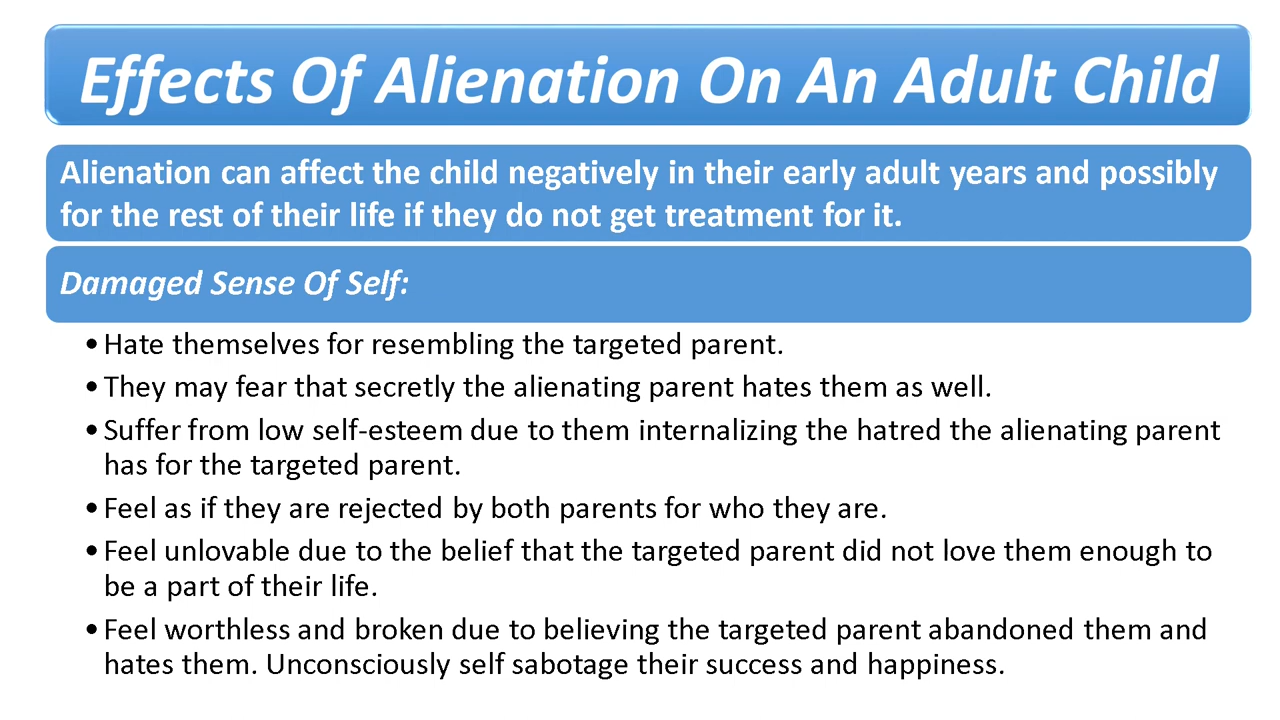 Effects Of Alienation On An Adult Child
Alienation can affect the child negatively in their early adult years and possibly
for the rest of their life if they do not get treatment for it.
Damaged Sense Of Self:
• Hate themselves for resembling the targeted parent.
• They may fear that secretly the alienating parent hates them as well.
• Suffer from low self-esteem due to them internalizing the hatred the alienating parent
has for the targeted parent.
• Feel as if they are rejected by both parents for who they are.
• Feel unlovable due to the belief that the targeted parent did not love them enough to
be a part of their life.
• Feel worthless and broken due to believing the targeted parent abandoned them and
hates them. Unconsciously self sabotage their success and happiness.